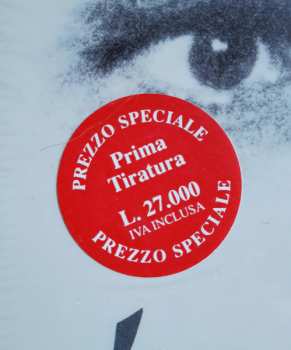 PREZZO SPECIALE
Prima
Tiratura
L. 27.000
IVA INCLUSA
PREZZO SPECIALE